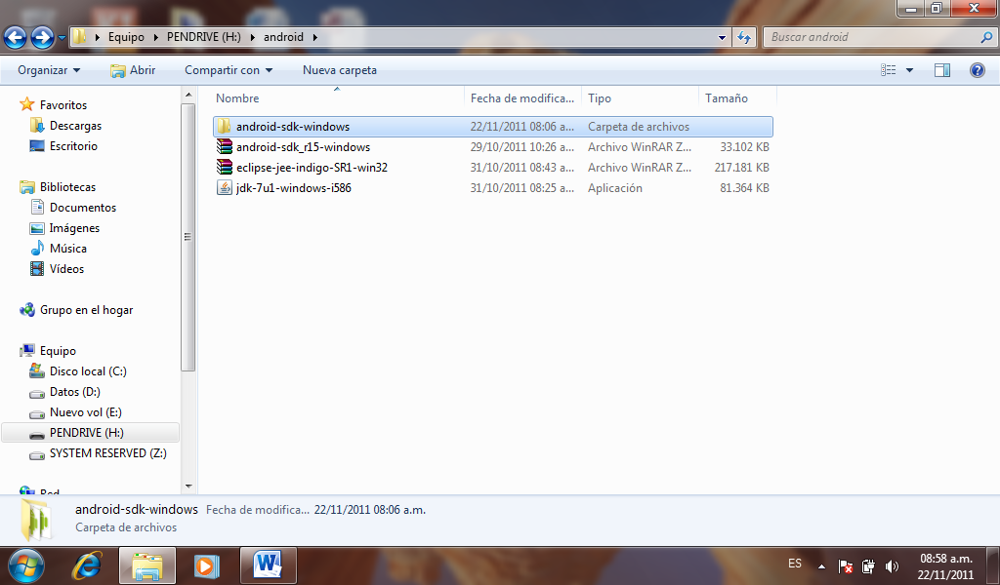 Equipo PENDRIVE (H:) android
Buscar android
Organizar Abrir Compartir con Nueva carpeta
Favoritos
Descargas
Escritorio
Bibliotecas
Documentos
Imágenes
Música
Vídeos
Grupo en el hogar
Equipo
Disco local (C:)
Datos (D:)
Nuevo vol (E:)
PENDRIVE (H:)
SYSTEM RESERVED (Z:)
Red
Nombre Fecha de modifica... Tipo Tamaño
android-sdk-windows 22/11/2011 08:06 a... Carpeta de archivos
android-sdk_r15-windows 29/10/2011 10:26 a... Archivo WinRAR Z... 33.102 KB
eclipse-jee-indigo-SR1-win32 31/10/2011 08:43 a... Archivo WinRAR Z... 217.181 KB
jdk-7u1-windows-i586 31/10/2011 08:25 a... Aplicación 81.364 KB
android-sdk-windows Fecha de modifica... 22/11/2011 08:06 a.m.
Carpeta de archivos
ES
08:58 a.m.
22/11/2011